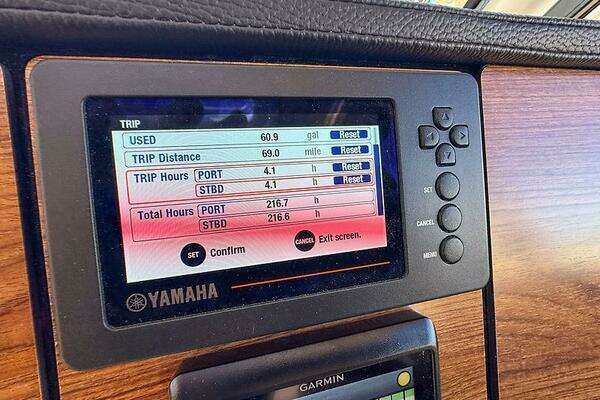 TRIP
USED 60.9 gal Reset
TRIP Distance 69.0 mile Reset
TRIP Hours PORT 4.1 h Reset
STBD 4.1 h Reset
Total Hours PORT 216.7 h
STBD 216.6 h
SET Confirm CANCEL Exit screen.
YAMAHA
SET
CANCEL
MENU
GARMIN